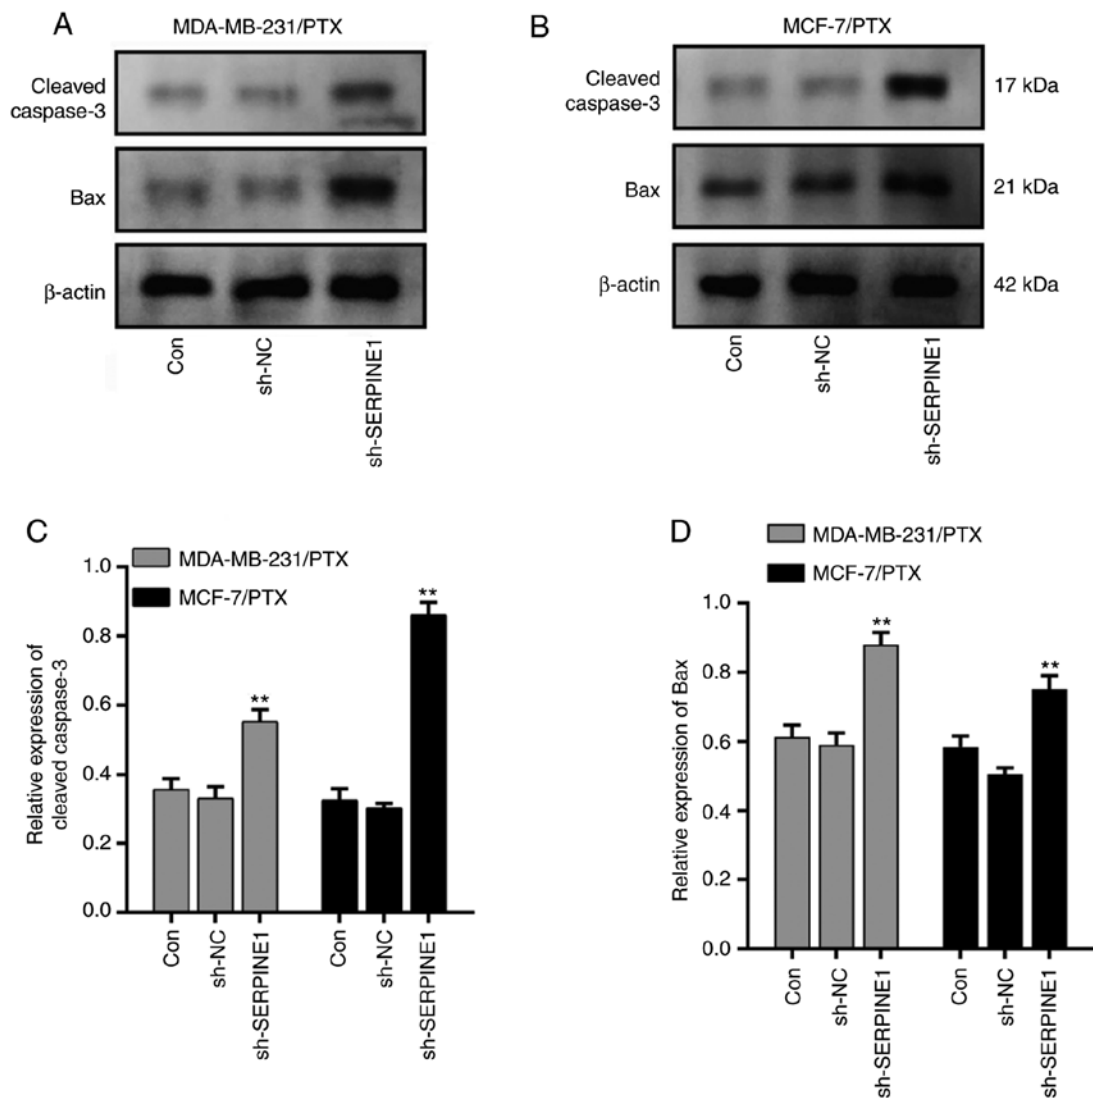 A
MDA-MB-231/PTX
Cleaved
caspase-3
Bax
β-actin
Con
sh-NC
sh-SERPINE1
B
MCF-7/PTX
Cleaved
caspase-3
17 kDa
Bax
21 kDa
β-actin
42 kDa
Con
sh-NC
sh-SERPINE1
C
MDA-MB-231/PTX
MCF-7/PTX
Relative expression of
cleaved caspase-3
1.0
0.8
0.6
0.4
0.2
0.0
**
**
Con
sh-NC
sh-SERPINE1
Con
sh-NC
sh-SERPINE1
D
MDA-MB-231/PTX
MCF-7/PTX
Relative expression of Bax
1.0
0.8
0.6
0.4
0.2
0.0
**
**
Con
sh-NC
sh-SERPINE1
Con
sh-NC
sh-SERPINE1